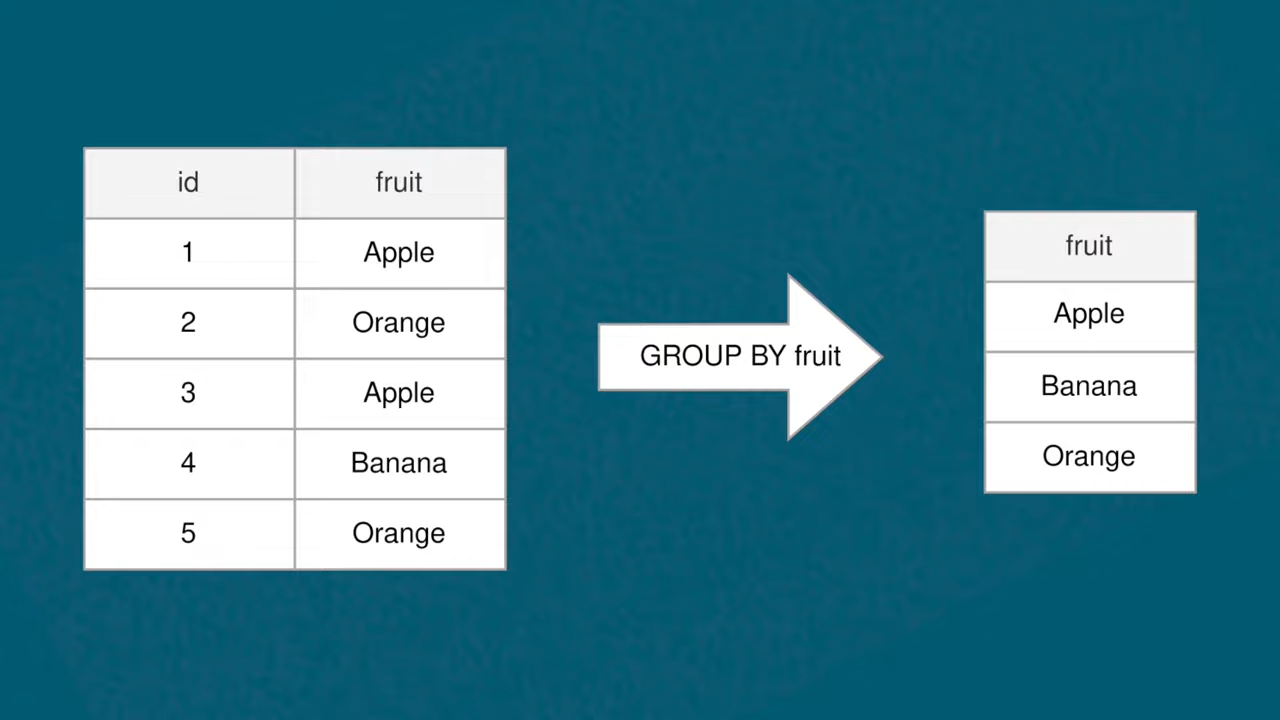 id fruit
1 Apple
2 Orange
3 Apple
4 Banana
5 Orange
GROUP BY fruit
fruit
Apple
Banana
Orange